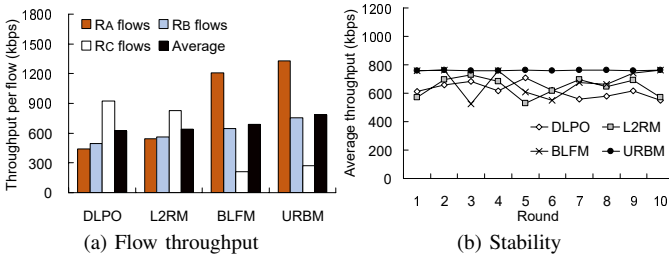 Throughput per flow (kbps)
1800
1500
1200
900
600
300
0
RA flows
RB flows
RC flows
Average
DLPO
L2RM
BLFM
URBM
(a) Flow throughput
Average throughput (kbps)
1200
1000
800
600
400
200
0
DLPO
L2RM
BLFM
URBM
1 2 3 4 5 6 7 8 9 10
Round
(b) Stability